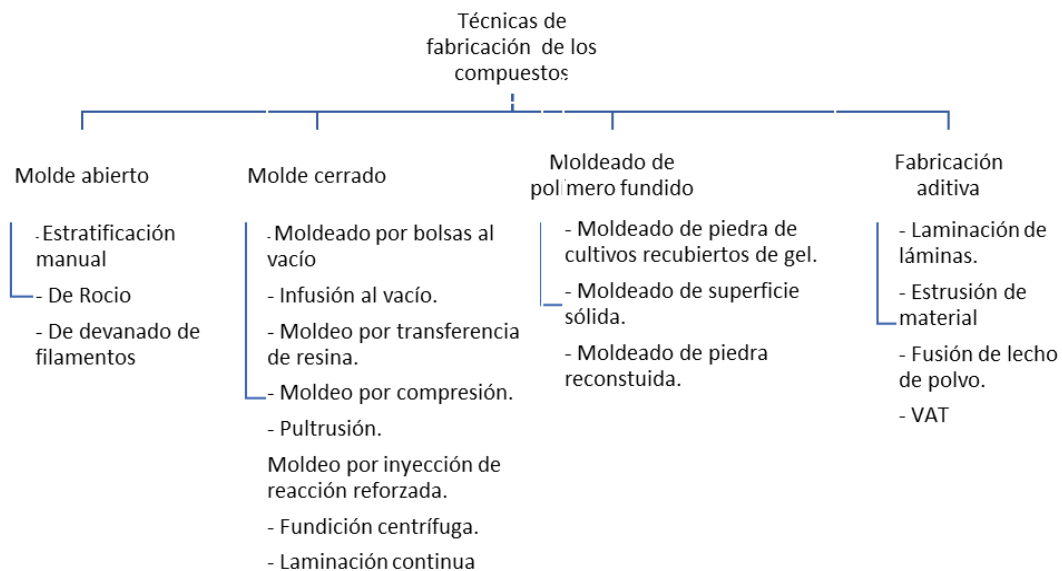 Técnicas de
fabricación de los
compuestos
Molde abierto
-Estratificación
manual
- De Rocio
- De devanado de
filamentos
Molde cerrado
-Moldeado por bolsas al
vacío
- Infusión al vacío.
- Moldeo por transferencia
de resina.
- Moldeo por compresión.
- Pultrusión.
Moldeo por inyección de
reacción reforzada.
- Fundición centrífuga.
- Laminación continua
Moldeado de
polímero fundido
- Moldeado de piedra de
cultivos recubiertos de gel.
- Moldeado de superficie
sólida.
- Moldeado de piedra
reconstuida.
Fabricación
aditiva
- Laminación de
láminas.
- Estrusión de
material
- Fusión de lecho
de polvo.
- VAT